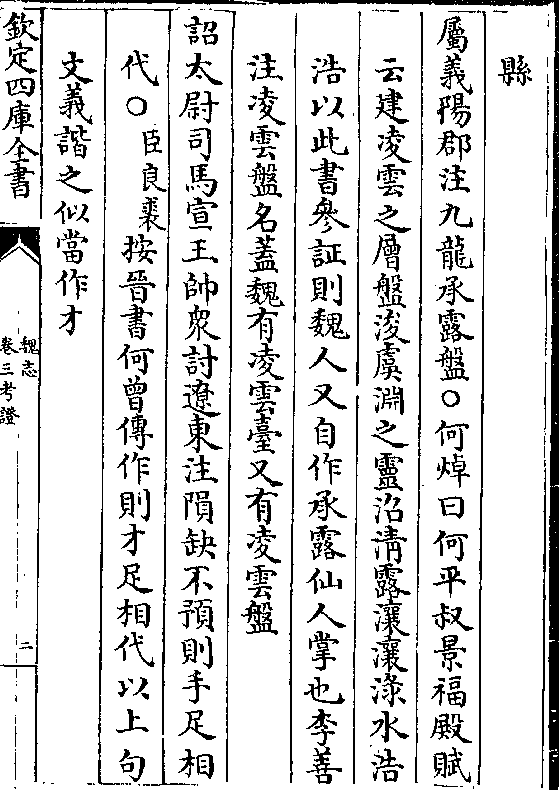 縣
屬義陽郡注九龍承露盤○何焯曰何平叔景福殿賦
云建凌雲之層盤浚虞淵之靈沼淸露瀼瀼淥水浩
浩以此書參証則魏人又自作承露仙人掌也李善
注凌雲盤名蓋魏有凌雲臺又有凌雲盤
詔太尉司馬宣王帥衆討遼東注隕缺不預則手足相
代○臣良裘按晉書何曾傳作則才足相代以上句
文義諧之似當作才
欽定四庫全書
魏志
卷三考證
二